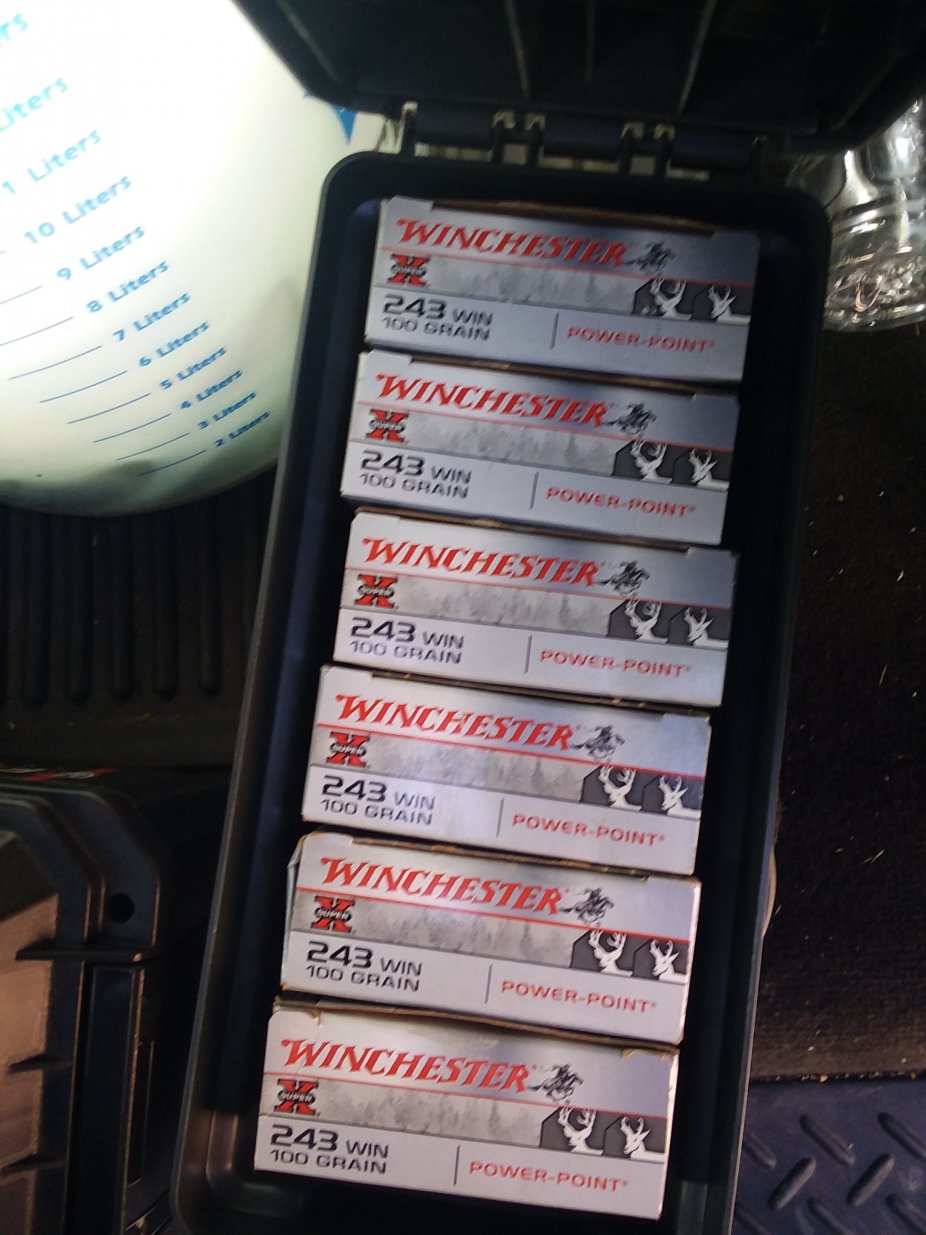 Liters
1 Liters
10 Liters
9 Liters
8 Liters
7 Liters
6 Liters
5 Liters
4 Liters
3 Liters
2 Liters
WINCHESTER
SUPER X
243 WIN
100 GRAIN
POWER-POINT®
WINCHESTER
SUPER X
243 WIN
100 GRAIN
POWER-POINT®
WINCHESTER
SUPER X
243 WIN
100 GRAIN
POWER-POINT®
WINCHESTER
SUPER X
243 WIN
100 GRAIN
POWER-POINT®
WINCHESTER
SUPER X
243 WIN
100 GRAIN
POWER-POINT®
WINCHESTER
SUPER X
243 WIN
100 GRAIN
POWER-POINT®